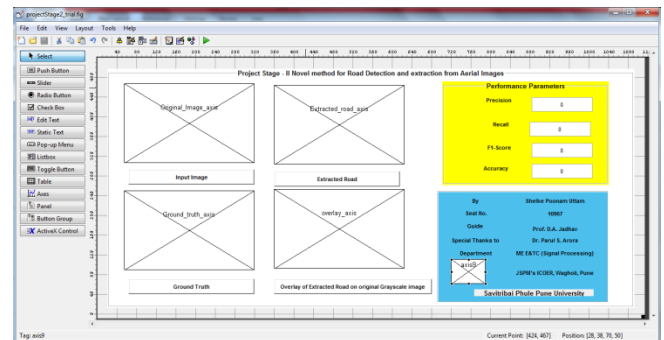 projectStage2_trial.fig
File Edit View Layout Tools Help
Select
Push Button
Slider
Radio Button
Check Box
Edit Text
Static Text
Pop-up Menu
Listbox
Toggle Button
Table
Axes
Panel
Button Group
ActiveX Control
Project Stage - II Novel method for Road Detection and extraction from Aerial Images
Original_Image_axis
Extracted_road_axis
Input Image
Extracted Road
Ground_truth_axis
overlay_axis
Ground Truth
Overlay of Extracted Road on original Grayscale image
Performance Parameters
Precision 0
Recall 0
F1-Score 0
Accuracy 0
By Shelke Poonam Uttam
Seat No. 10967
Guide Prof. D.A. Jadhav
Special Thanks to Dr. Parul S. Arora
Department ME E&TC (Signal Processing)
axis9
JSPM's ICOER, Wagholi, Pune
Savitribai Phule Pune University
Tag: axis9
Current Point: [424, 467] Position: [28, 38, 70, 50]